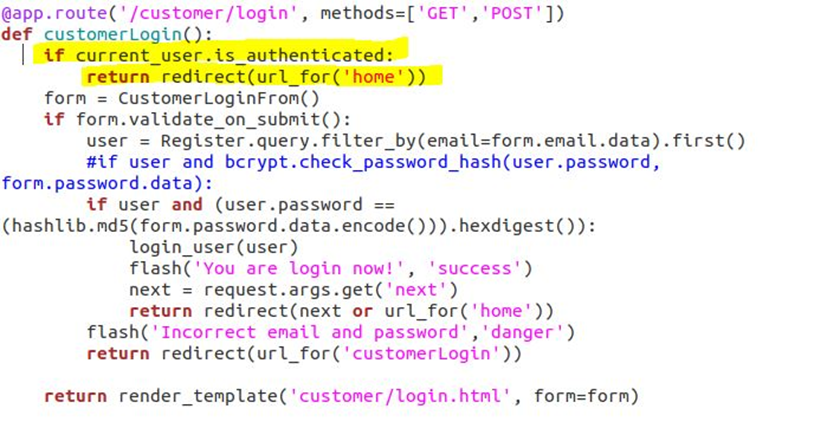 @app.route('/customer/login', methods=['GET','POST'])
def customerLogin():
    if current_user.is_authenticated:
        return redirect(url_for('home'))
    form = CustomerLoginFrom()
    if form.validate_on_submit():
        user = Register.query.filter_by(email=form.email.data).first()
        #if user and bcrypt.check_password_hash(user.password,
form.password.data):
        if user and (user.password ==
(hashlib.md5(form.password.data.encode())).hexdigest()):
            login_user(user)
            flash('You are login now!', 'success')
            next = request.args.get('next')
            return redirect(next or url_for('home'))
        flash('Incorrect email and password','danger')
        return redirect(url_for('customerLogin'))
    return render_template('customer/login.html', form=form)